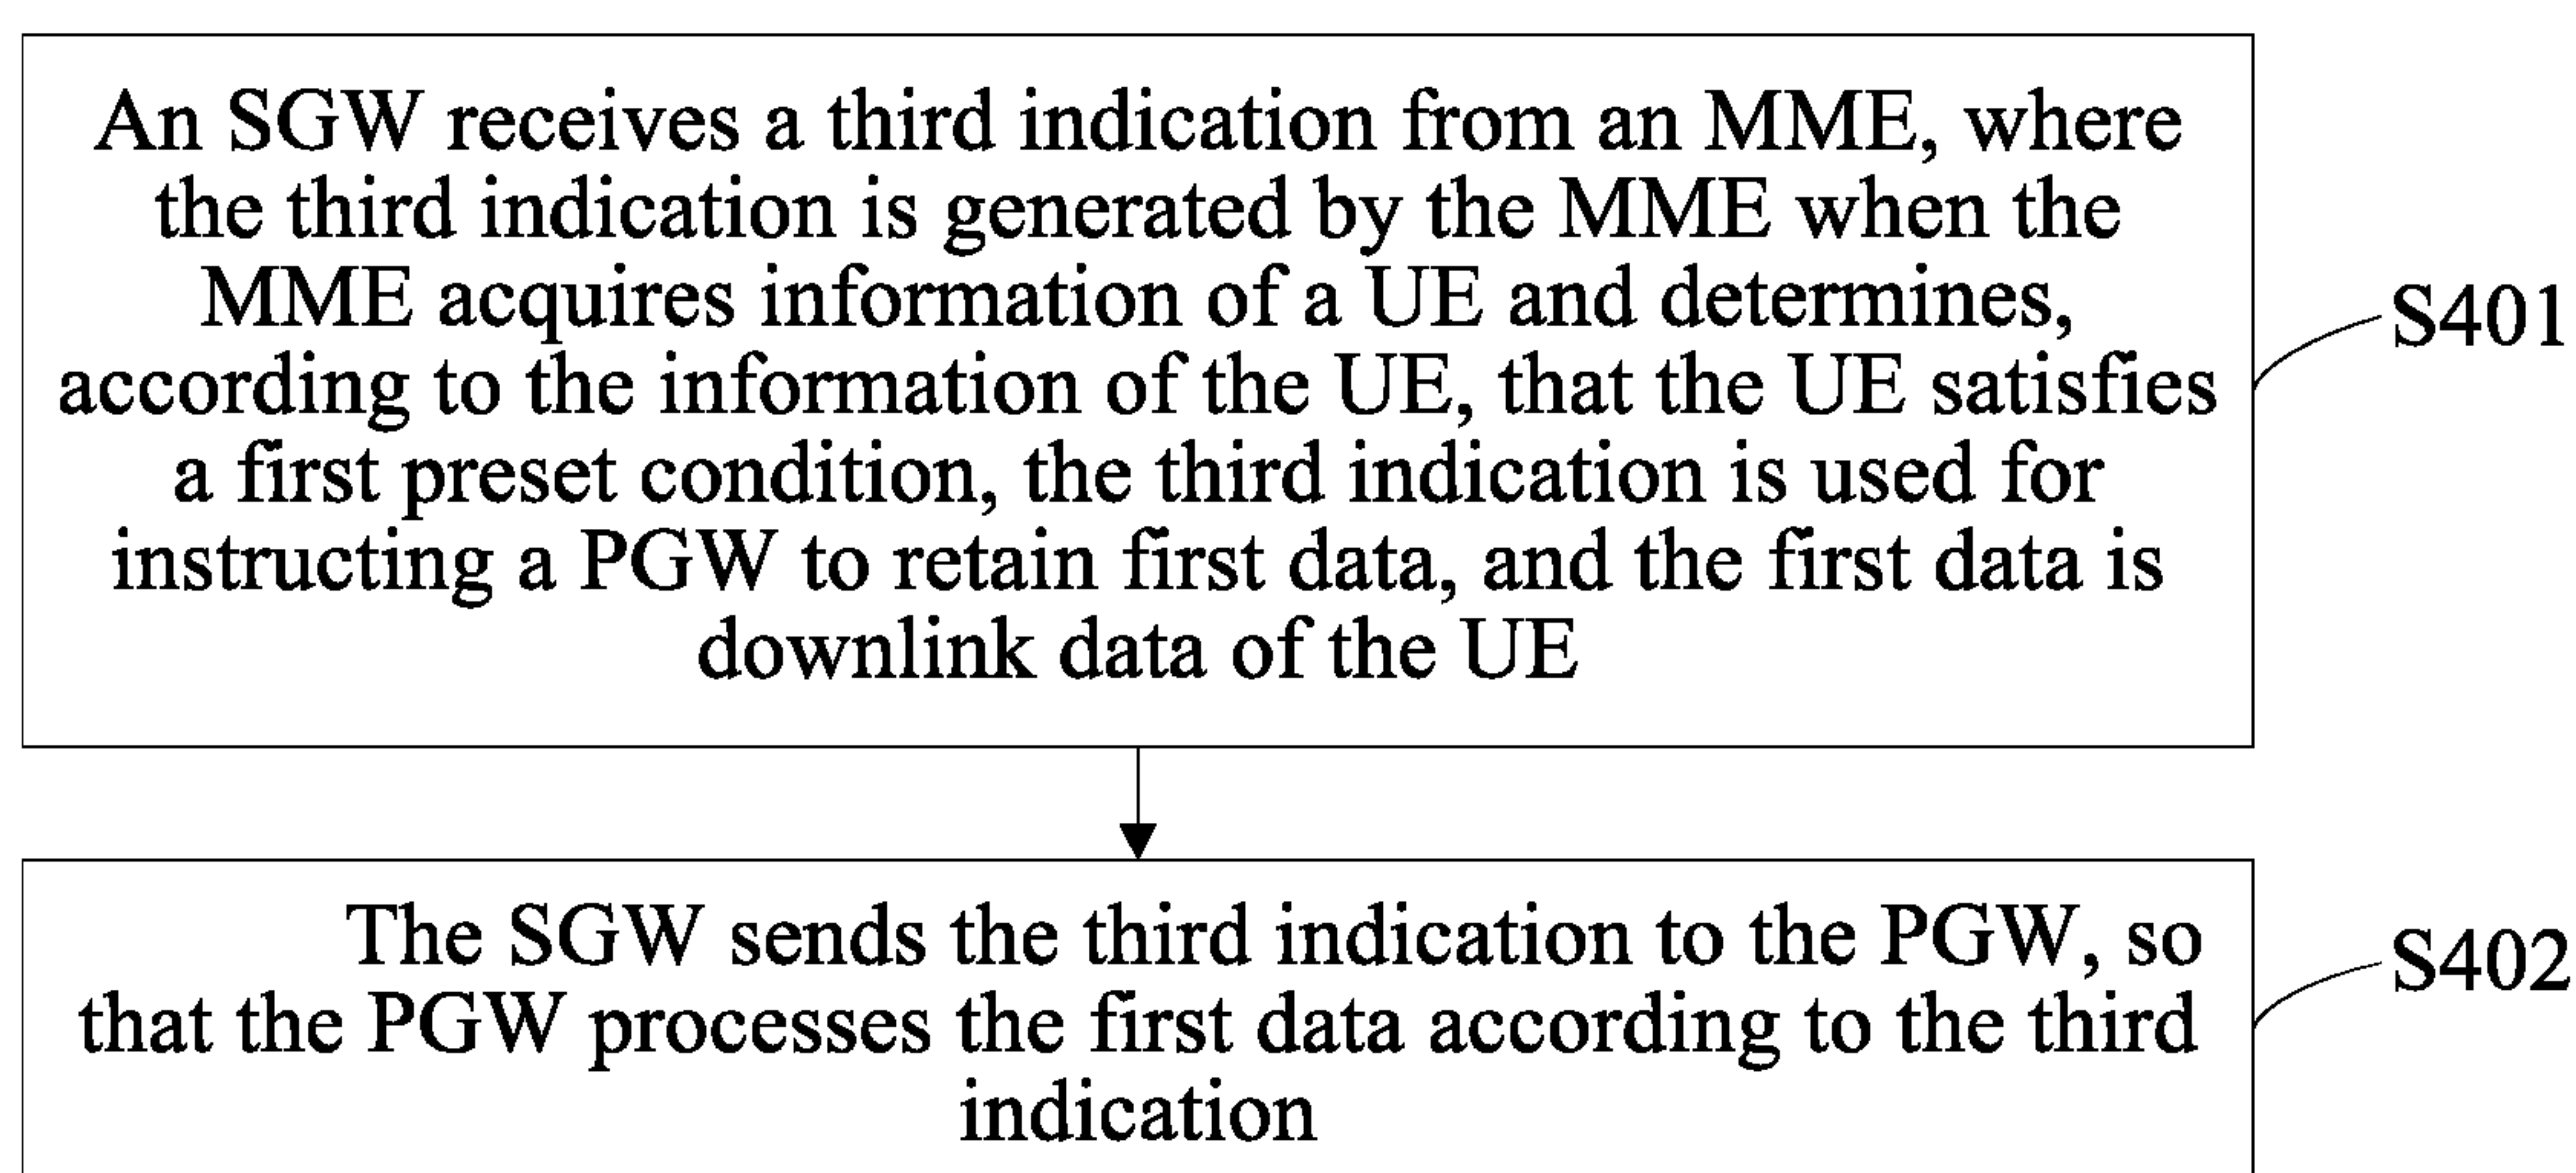 An SGW receives a third indication from an MME, where
the third indication is generated by the MME when the
MME acquires information of a UE and determines,
according to the information of the UE, that the UE satisfies
a first preset condition, the third indication is used for
instructing a PGW to retain first data, and the first data is
downlink data of the UE
S401
The SGW sends the third indication to the PGW, so
that the PGW processes the first data according to the third
indication
S402